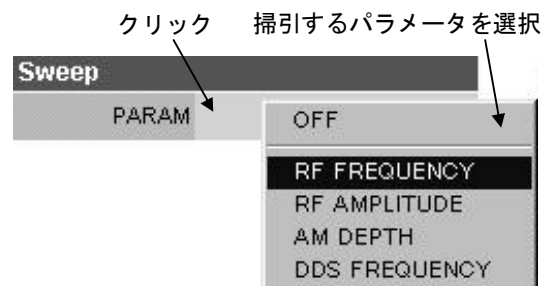 クリック 掃引するパラメータを選択
Sweep
PARAM
OFF
RF FREQUENCY
RF AMPLITUDE
AM DEPTH
DDS FREQUENCY